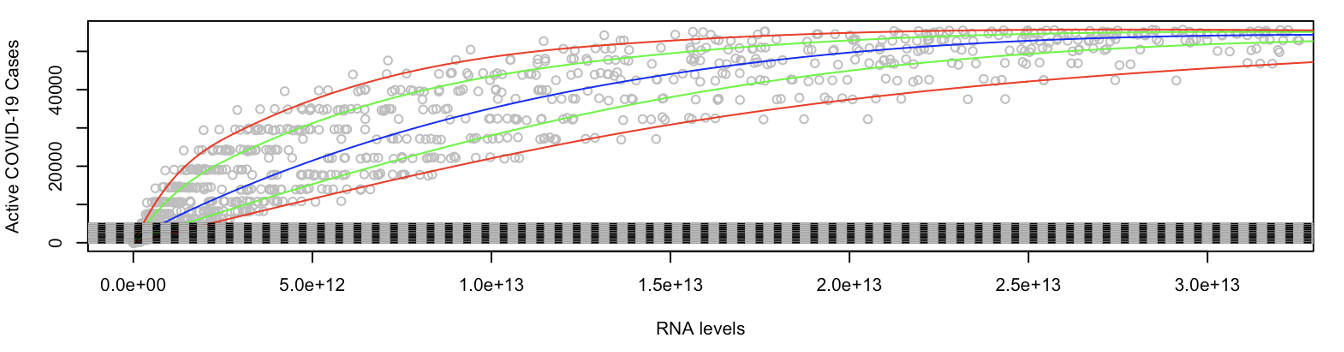 Active COVID-19 Cases
40000
20000
0
0.0e+00 5.0e+12 1.0e+13 1.5e+13 2.0e+13 2.5e+13 3.0e+13
RNA levels